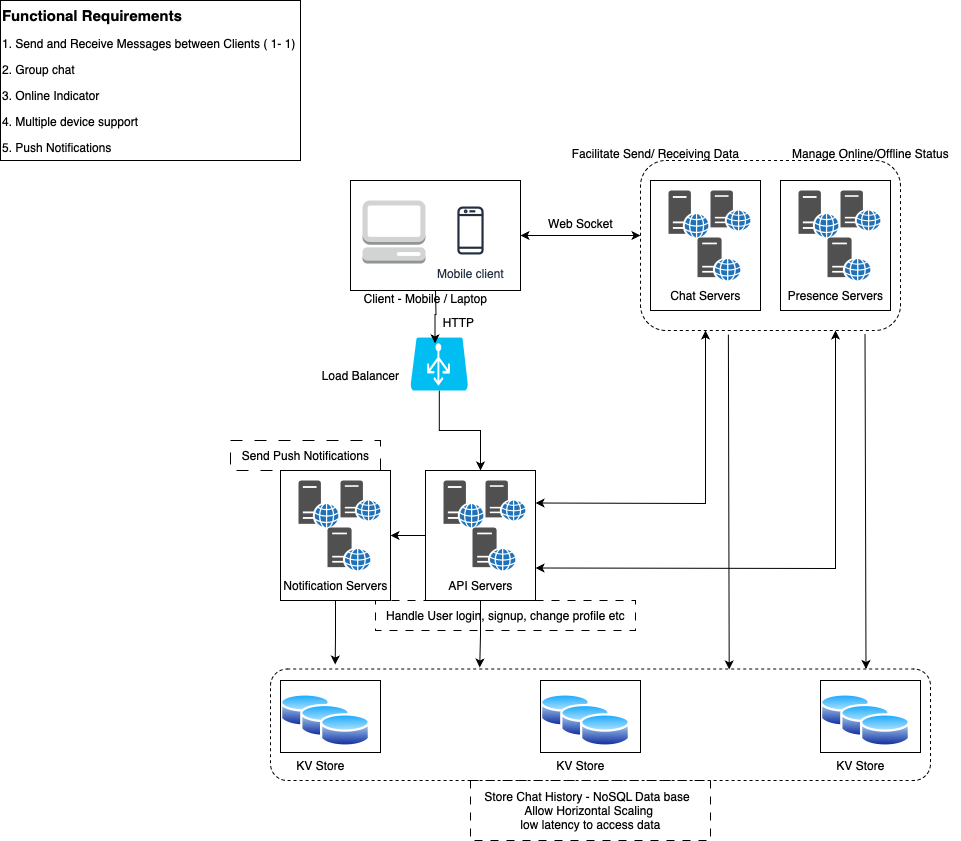 Functional Requirements
1. Send and Receive Messages between Clients ( 1- 1)
2. Group chat
3. Online Indicator
4. Multiple device support
5. Push Notifications
Facilitate Send/ Receiving Data
Manage Online/Offline Status
Web Socket
Mobile client
Chat Servers
Presence Servers
Client - Mobile / Laptop
HTTP
Load Balancer
Send Push Notifications
Notification Servers
API Servers
Handle User login, signup, change profile etc
KV Store
KV Store
KV Store
Store Chat History - NoSQL Data base
Allow Horizontal Scaling
low latency to access data